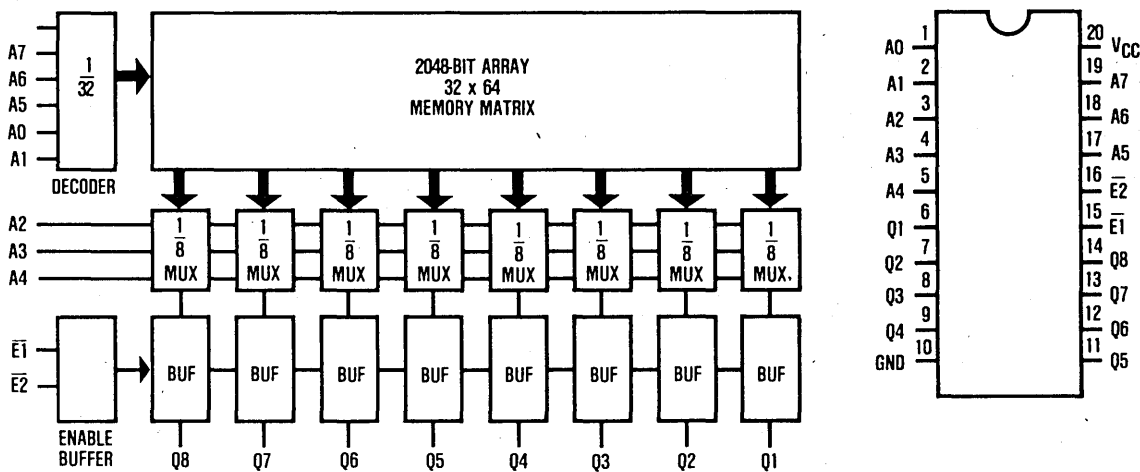 A7
A6
A5
A0
A1
1
32
DECODER
2048-BIT ARRAY
32 x 64
MEMORY MATRIX
A2
A3
A4
1 1 1 1 1 1 1 1
8 8 8 8 8 8 8 8
MUX MUX MUX MUX MUX MUX MUX MUX.
E̅1̅
E̅2̅
BUF BUF BUF BUF BUF BUF BUF BUF
ENABLE
BUFFER
Q8 Q7 Q6 Q5 Q4 Q3 Q2 Q1
A0 1
A1 2
A2 3
A3 4
A4 5
Q1 6
Q2 7
Q3 8
Q4 9
GND 10
20 VCC
19 A7
18 A6
17 A5
16 E̅2̅
15 E̅1̅
14 Q8
13 Q7
12 Q6
11 Q5